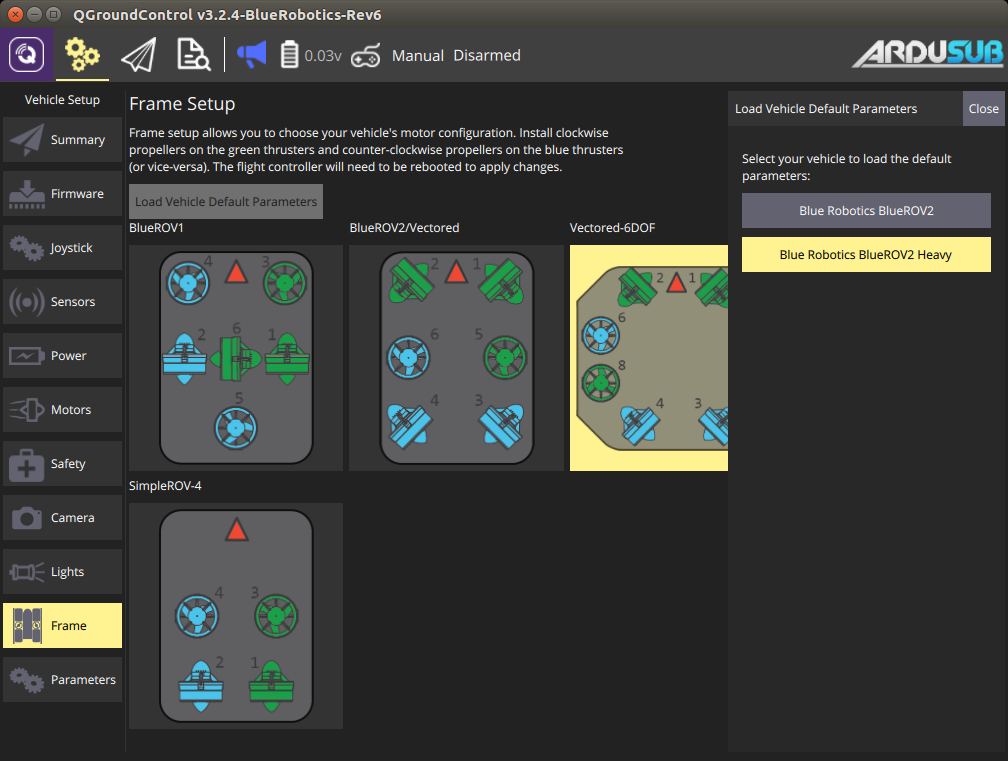 QGroundControl v3.2.4-BlueRobotics-Rev6
0.03v
Manual Disarmed
ARDUSUB
Vehicle Setup
Summary
Firmware
Joystick
Sensors
Power
Motors
Safety
Camera
Lights
Frame
Parameters
Frame Setup
Frame setup allows you to choose your vehicle's motor configuration. Install clockwise
propellers on the green thrusters and counter-clockwise propellers on the blue thrusters
(or vice-versa). The flight controller will need to be rebooted to apply changes.
Load Vehicle Default Parameters
BlueROV1
4 3
2 6 1
5
BlueROV2/Vectored
2 1
6 5
4 3
Vectored-6DOF
2 1
6
8
4 3
SimpleROV-4
4 3
2 1
Load Vehicle Default Parameters
Close
Select your vehicle to load the default
parameters:
Blue Robotics BlueROV2
Blue Robotics BlueROV2 Heavy